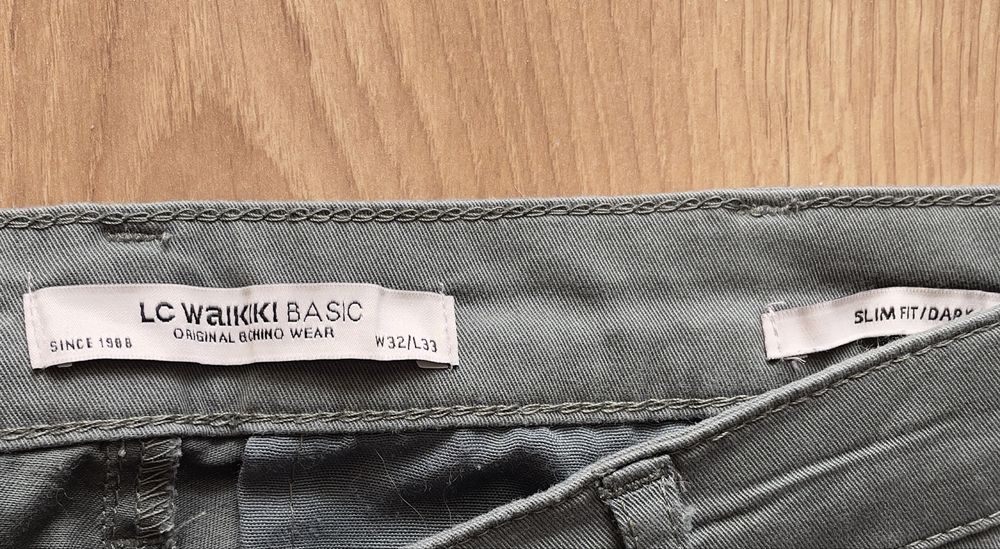 LC WAIKIKI BASIC
ORIGINAL & CHINO WEAR
SINCE 1988
W32/L33
SLIM FIT/DARK